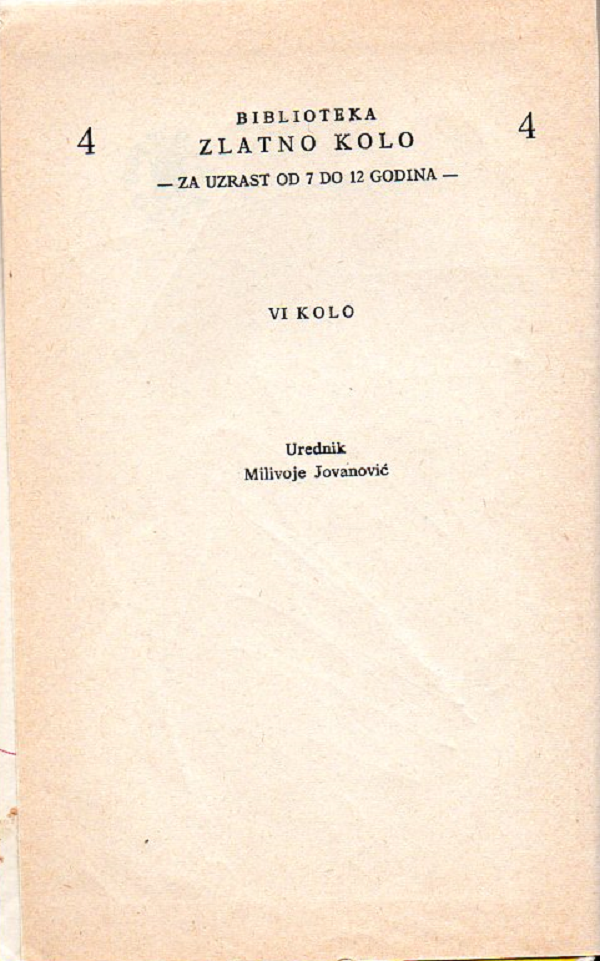 BIBLIOTEKA
4 ZLATNO KOLO 4
— ZA UZRAST OD 7 DO 12 GODINA —
VI KOLO
Urednik
Milivoje Jovanović